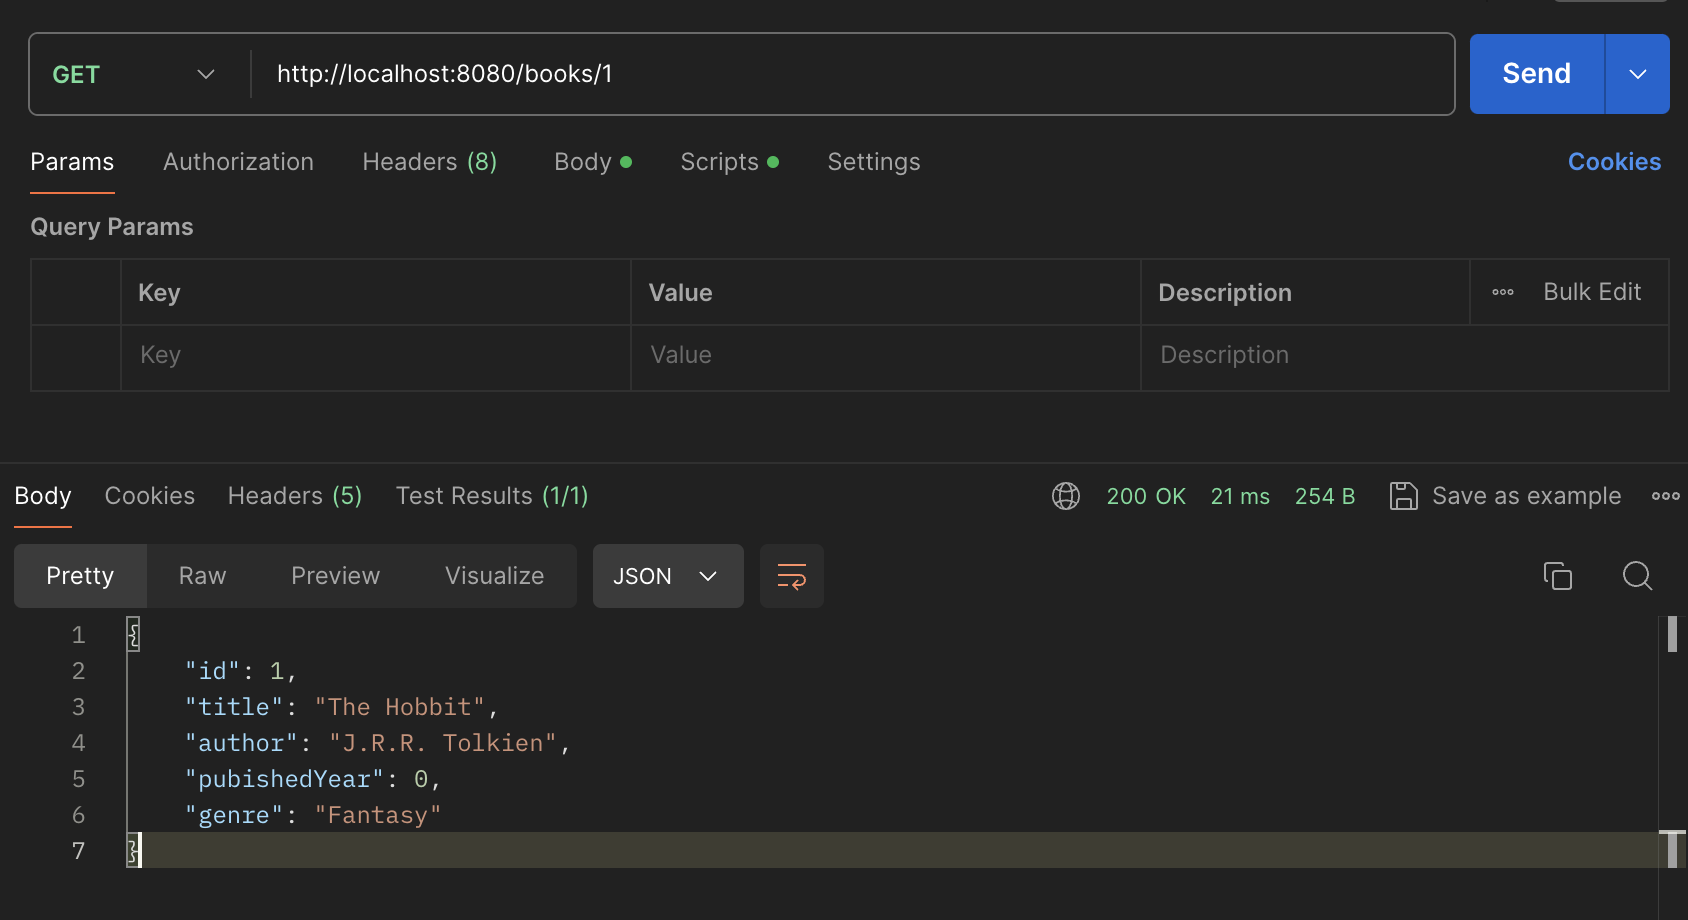 GET http://localhost:8080/books/1 Send
Params Authorization Headers (8) Body Scripts Settings Cookies
Query Params
Key Value Description Bulk Edit
Key Value Description
Body Cookies Headers (5) Test Results (1/1) 200 OK 21 ms 254 B Save as example
Pretty Raw Preview Visualize JSON
1 {
2 "id": 1,
3 "title": "The Hobbit",
4 "author": "J.R.R. Tolkien",
5 "pubishedYear": 0,
6 "genre": "Fantasy"
7 }